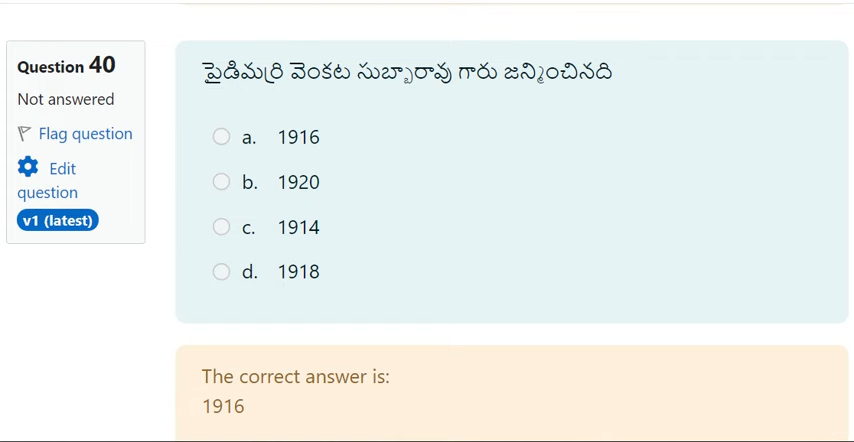 Question 40
Not answered
Flag question
Edit
question
v1 (latest)
పైడిమర్రి వెంకట సుబ్బారావు గారు జన్మించినది
a. 1916
b. 1920
c. 1914
d. 1918
The correct answer is:
1916